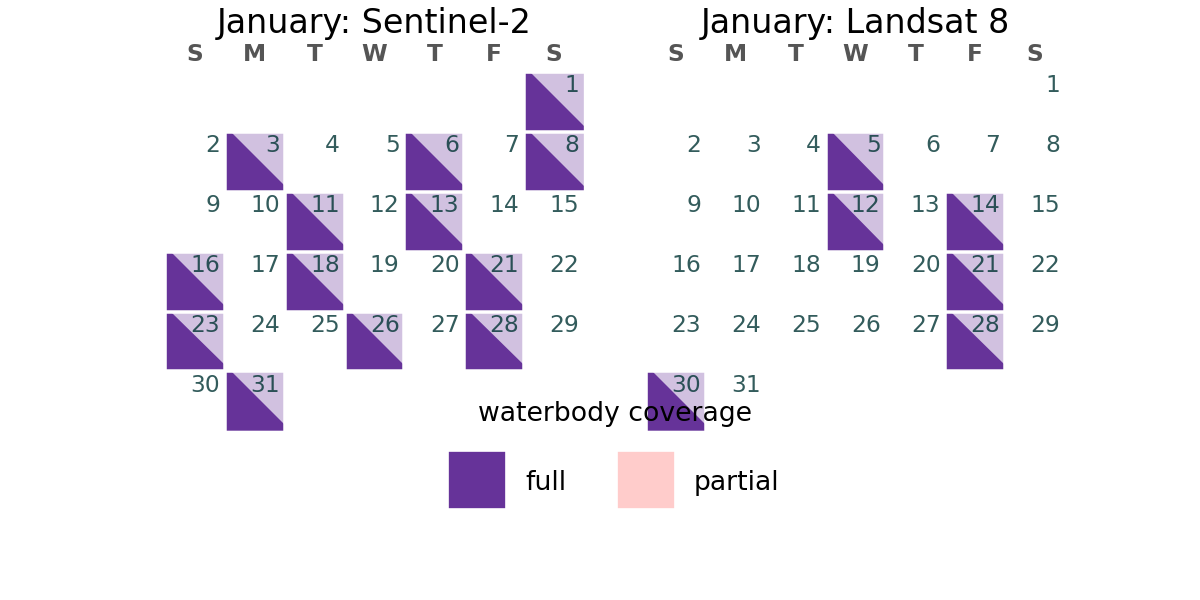 January: Sentinel-2
S M T W T F S
1
2 3 4 5 6 7 8
9 10 11 12 13 14 15
16 17 18 19 20 21 22
23 24 25 26 27 28 29
30 31
January: Landsat 8
S M T W T F S
1
2 3 4 5 6 7 8
9 10 11 12 13 14 15
16 17 18 19 20 21 22
23 24 25 26 27 28 29
30 31
waterbody coverage
full
partial